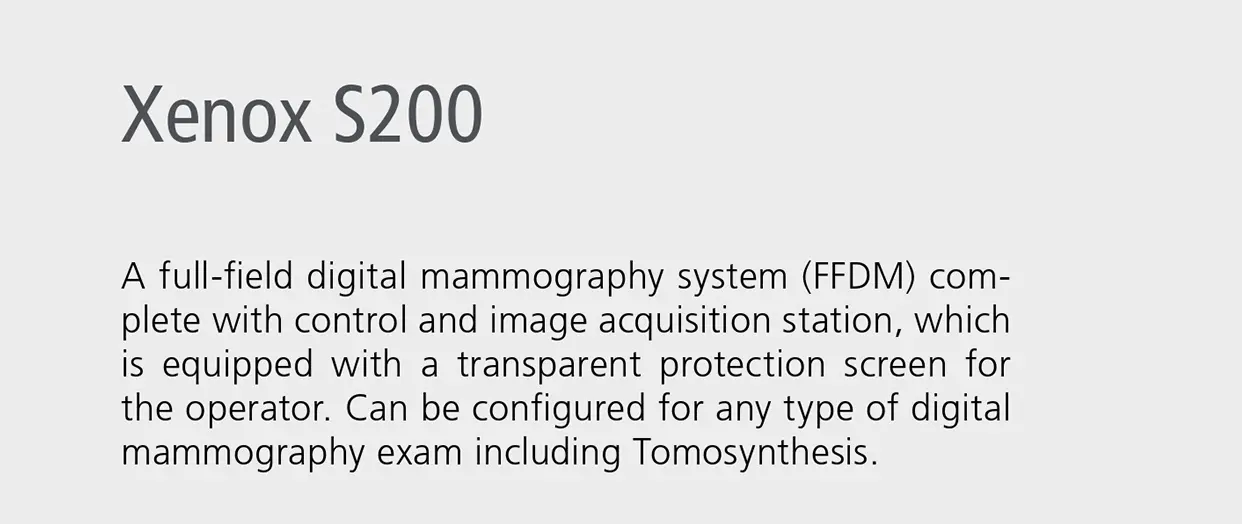 Xenox S200
A full-field digital mammography system (FFDM) com-
plete with control and image acquisition station, which
is equipped with a transparent protection screen for
the operator. Can be configured for any type of digital
mammography exam including Tomosynthesis.